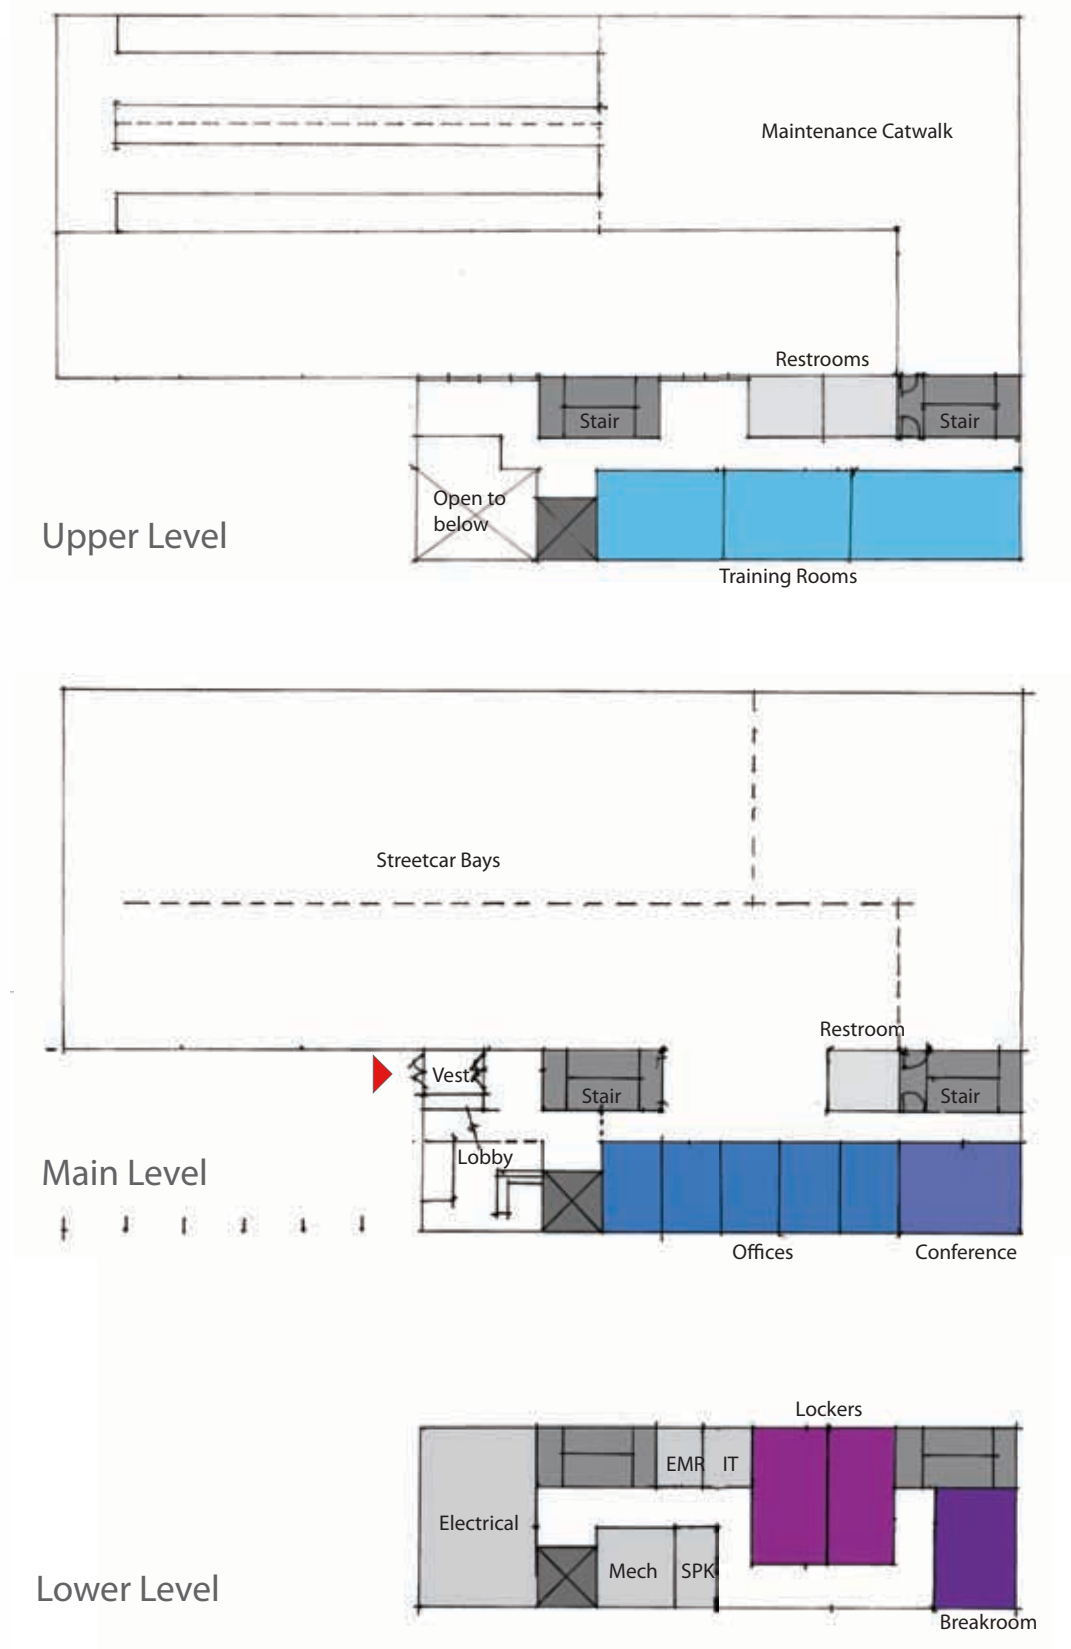 Maintenance Catwalk
Restrooms
Stair
Stair
Open to
below
Upper Level
Training Rooms
Streetcar Bays
Restroom
Vest.
Stair
Stair
Lobby
Main Level
Offices
Conference
Lockers
EMR
IT
Electrical
Mech
SPK
Lower Level
Breakroom